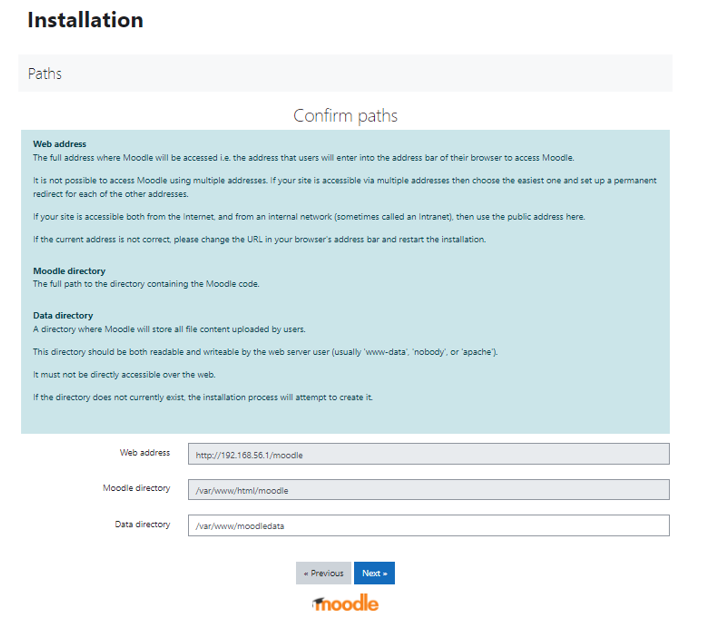 Installation
Paths
Confirm paths
Web address
The full address where Moodle will be accessed i.e. the address that users will enter into the address bar of their browser to access Moodle.
It is not possible to access Moodle using multiple addresses. If your site is accessible via multiple addresses then choose the easiest one and set up a permanent
redirect for each of the other addresses.
If your site is accessible both from the Internet, and from an internal network (sometimes called an Intranet), then use the public address here.
If the current address is not correct, please change the URL in your browser's address bar and restart the installation.
Moodle directory
The full path to the directory containing the Moodle code.
Data directory
A directory where Moodle will store all file content uploaded by users.
This directory should be both readable and writeable by the web server user (usually 'www-data', 'nobody', or 'apache').
It must not be directly accessible over the web.
If the directory does not currently exist, the installation process will attempt to create it.
Web address http://192.168.56.1/moodle
Moodle directory /var/www/html/moodle
Data directory /var/www/moodledata
« Previous Next »
moodle